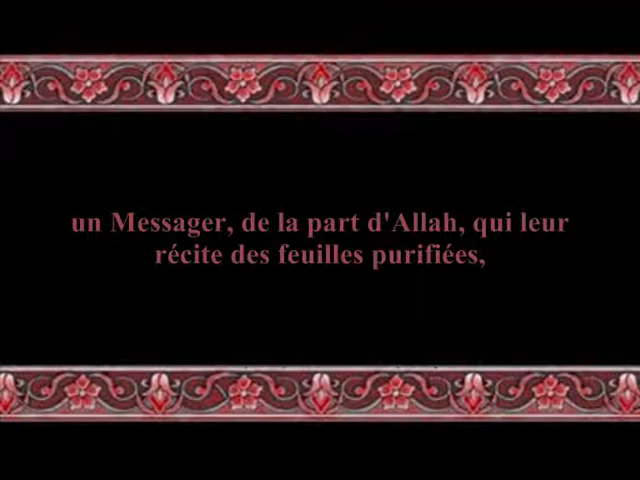 un Messager, de la part d'Allah, qui leur
récite des feuilles purifiées,